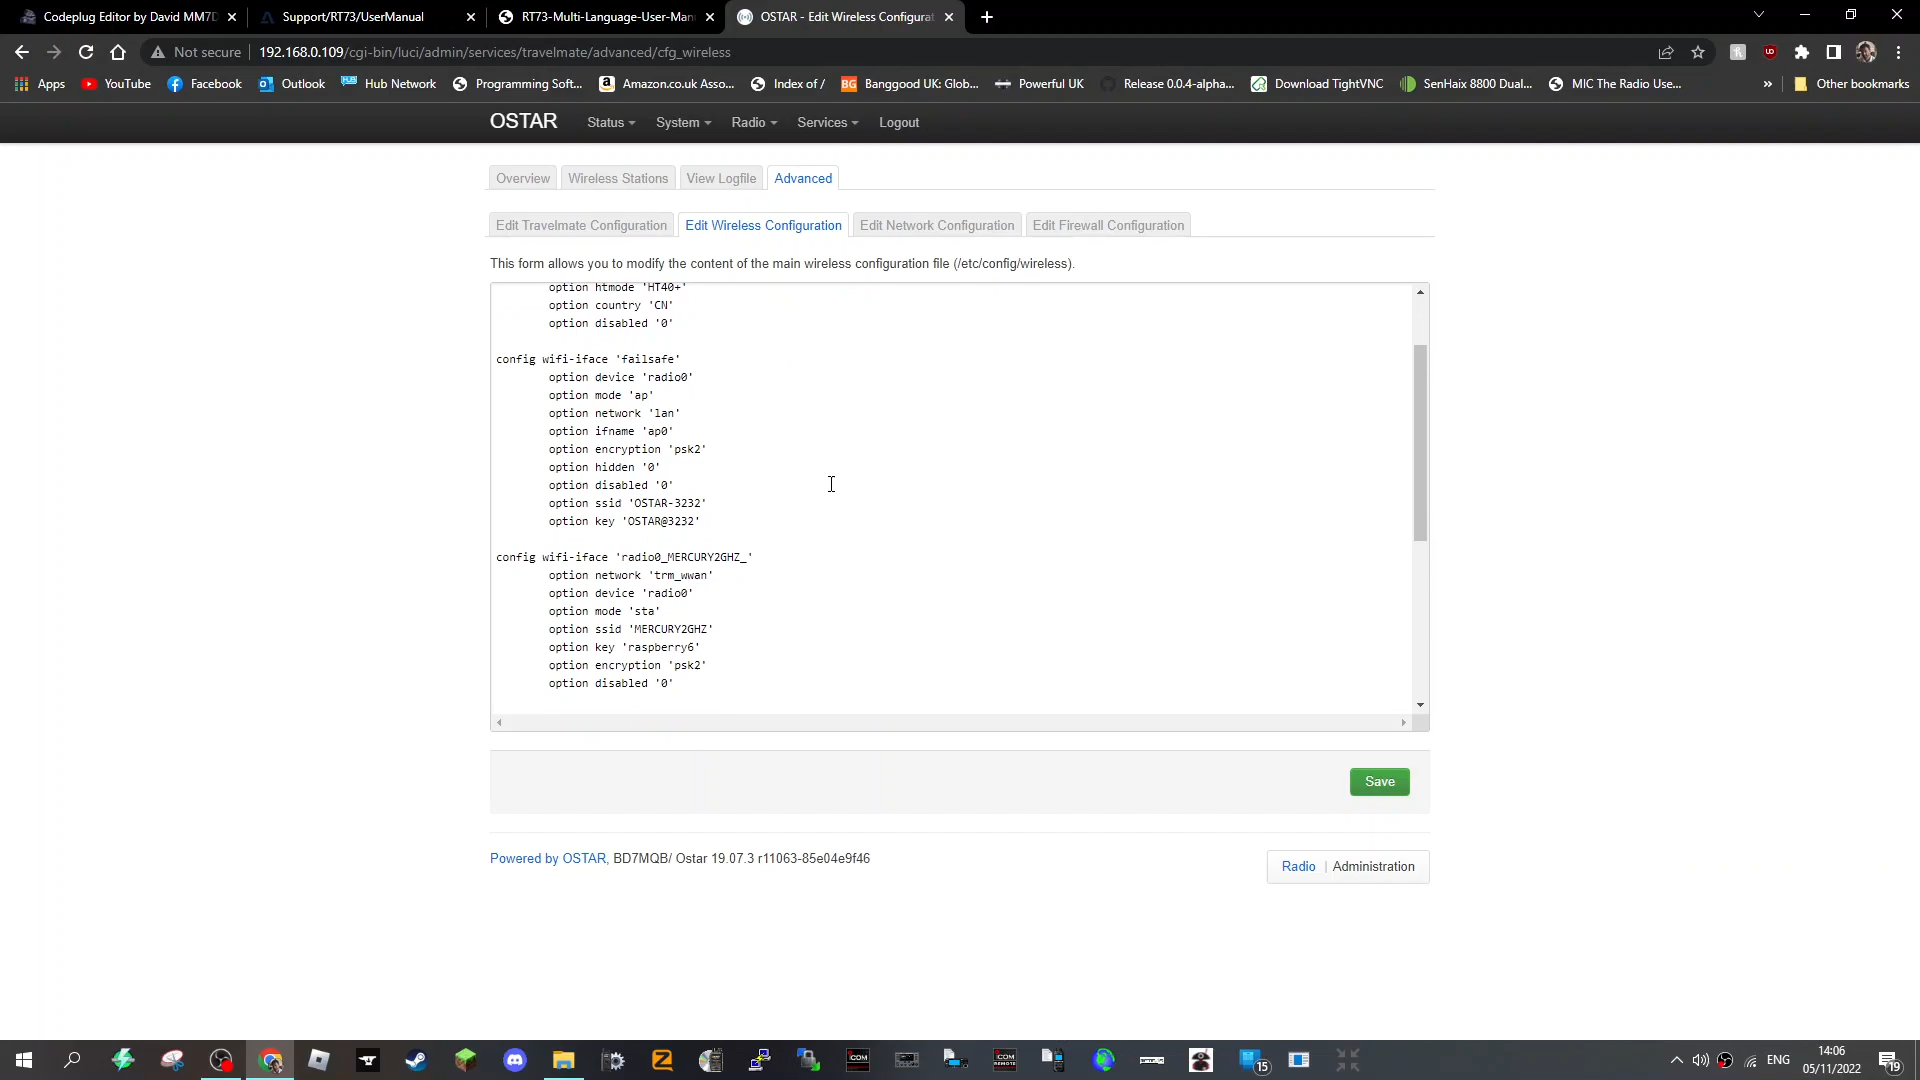 Codeplug Editor by David MM7D
Support/RT73/UserManual
RT73-Multi-Language-User-Man
OSTAR - Edit Wireless Configurat
Not secure
192.168.0.109/cgi-bin/luci/admin/services/travelmate/advanced/cfg_wireless
Apps
YouTube
Facebook
Outlook
Hub Network
Programming Soft...
Amazon.co.uk Asso...
Index of /
BG
Banggood UK: Glob...
Powerful UK
Release 0.0.4-alpha...
Download TightVNC
SenHaix 8800 Dual...
MIC The Radio Use...
»
Other bookmarks
OSTAR
Status
System
Radio
Services
Logout
Overview
Wireless Stations
View Logfile
Advanced
Edit Travelmate Configuration
Edit Wireless Configuration
Edit Network Configuration
Edit Firewall Configuration
This form allows you to modify the content of the main wireless configuration file (/etc/config/wireless).
option htmode 'HT40+'
option country 'CN'
option disabled '0'
config wifi-iface 'failsafe'
option device 'radio0'
option mode 'ap'
option network 'lan'
option ifname 'ap0'
option encryption 'psk2'
option hidden '0'
option disabled '0'
option ssid 'OSTAR-3232'
option key 'OSTAR@3232'
config wifi-iface 'radio0_MERCURY2GHZ_'
option network 'trm_wwan'
option device 'radio0'
option mode 'sta'
option ssid 'MERCURY2GHZ'
option key 'raspberry6'
option encryption 'psk2'
option disabled '0'
Save
Powered by OSTAR, BD7MQB/ Ostar 19.07.3 r11063-85e04e9f46
Radio | Administration
15
ENG
14:06
05/11/2022
19